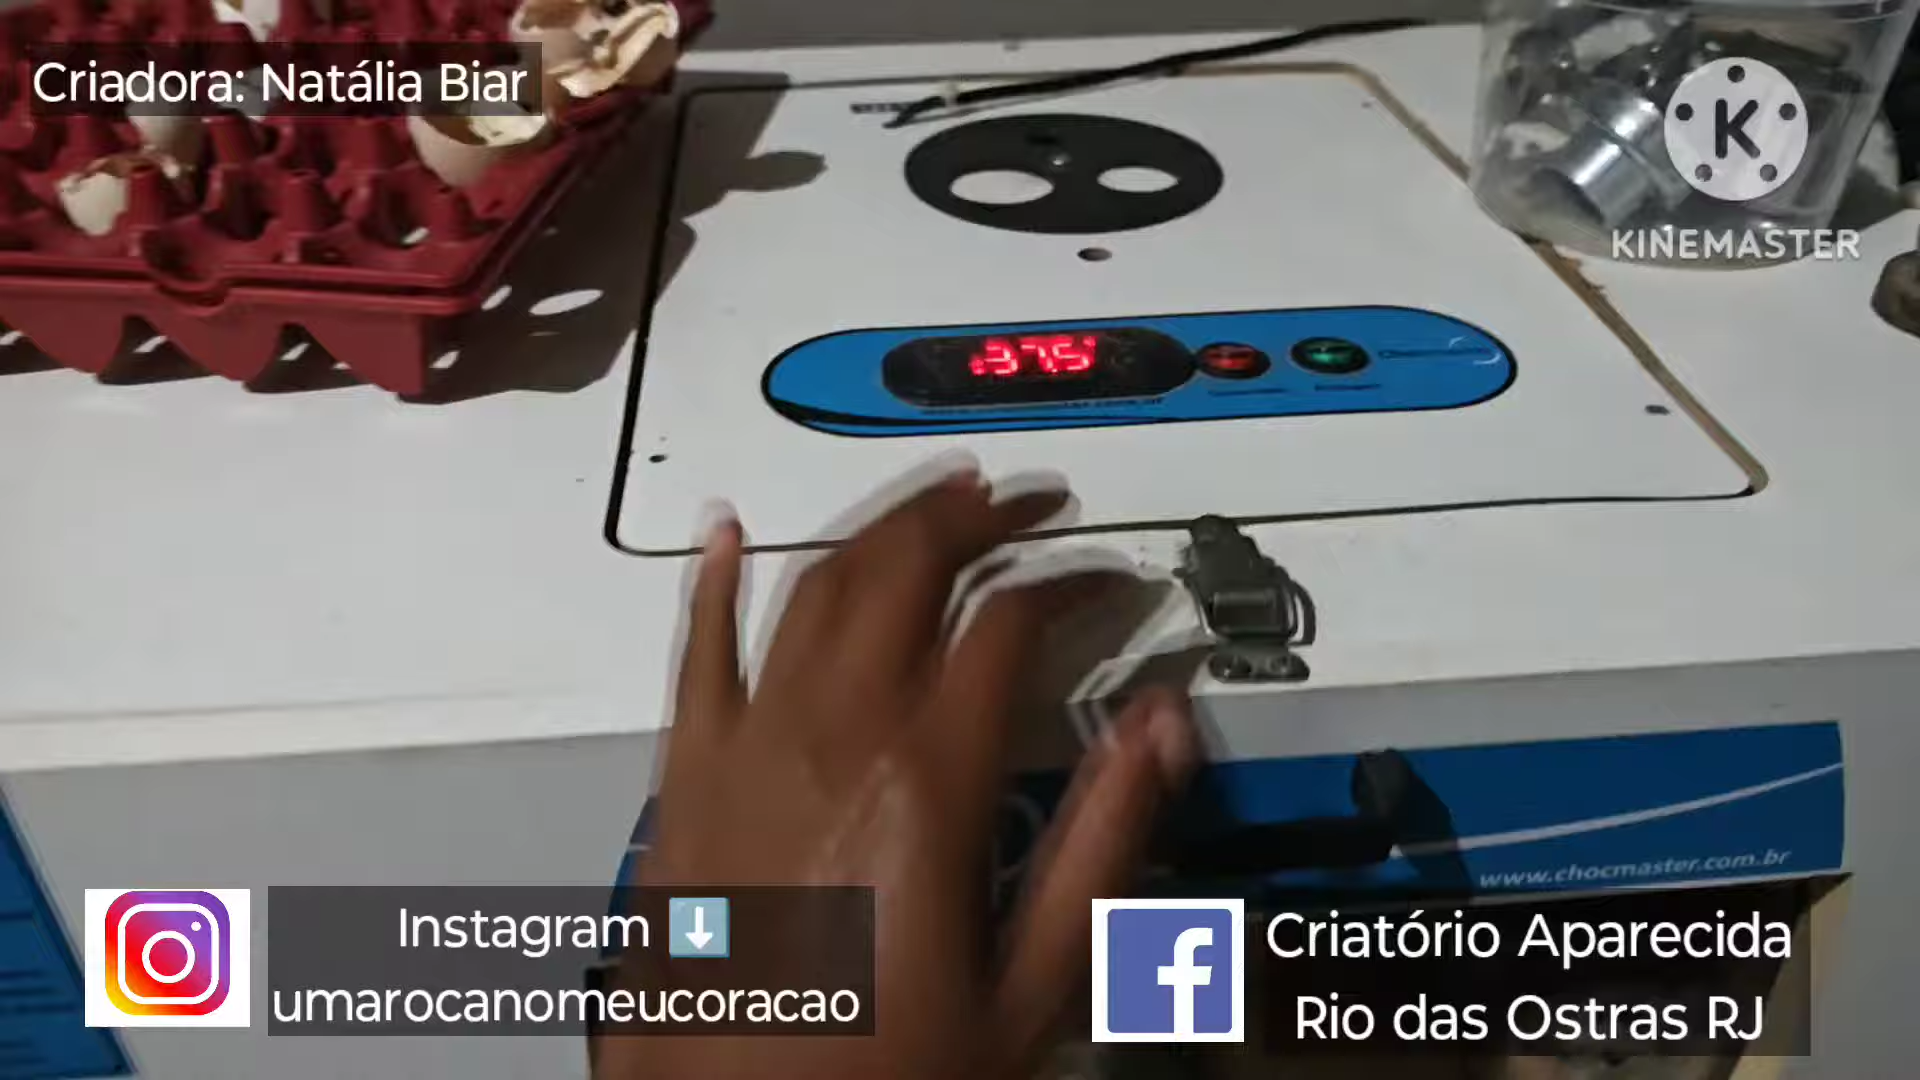 Criadora: Natália Biar
KINEMASTER
37.5
www.chocmaster.com.br
Instagram ⬇
umarocanomeucoracao
Criatório Aparecida
Rio das Ostras RJ